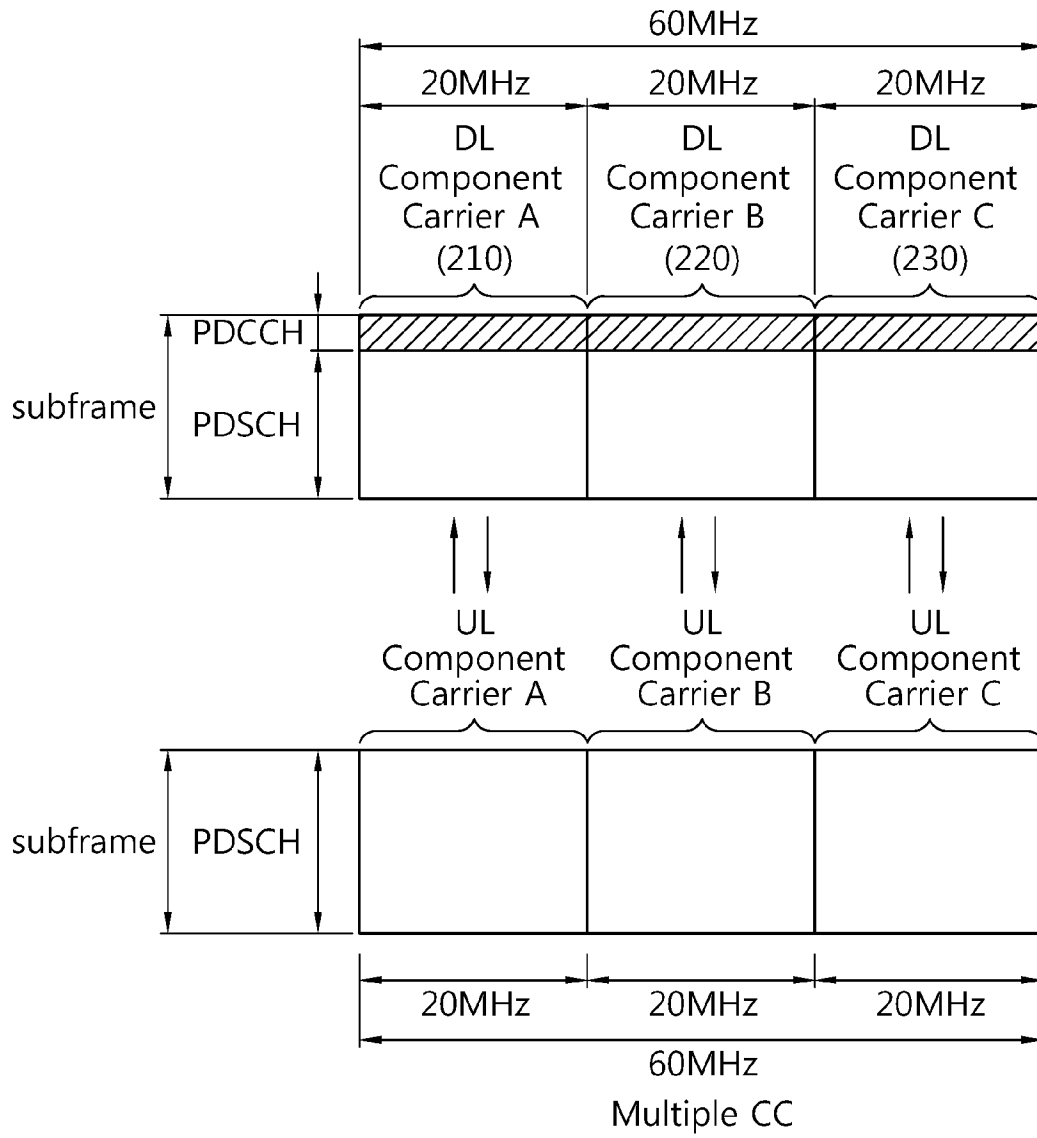 60MHz
20MHz 20MHz 20MHz
DL DL DL
Component Component Component
Carrier A Carrier B Carrier C
(210) (220) (230)
PDCCH
subframe PDSCH
UL UL UL
Component Component Component
Carrier A Carrier B Carrier C
subframe PDSCH
20MHz 20MHz 20MHz
60MHz
Multiple CC